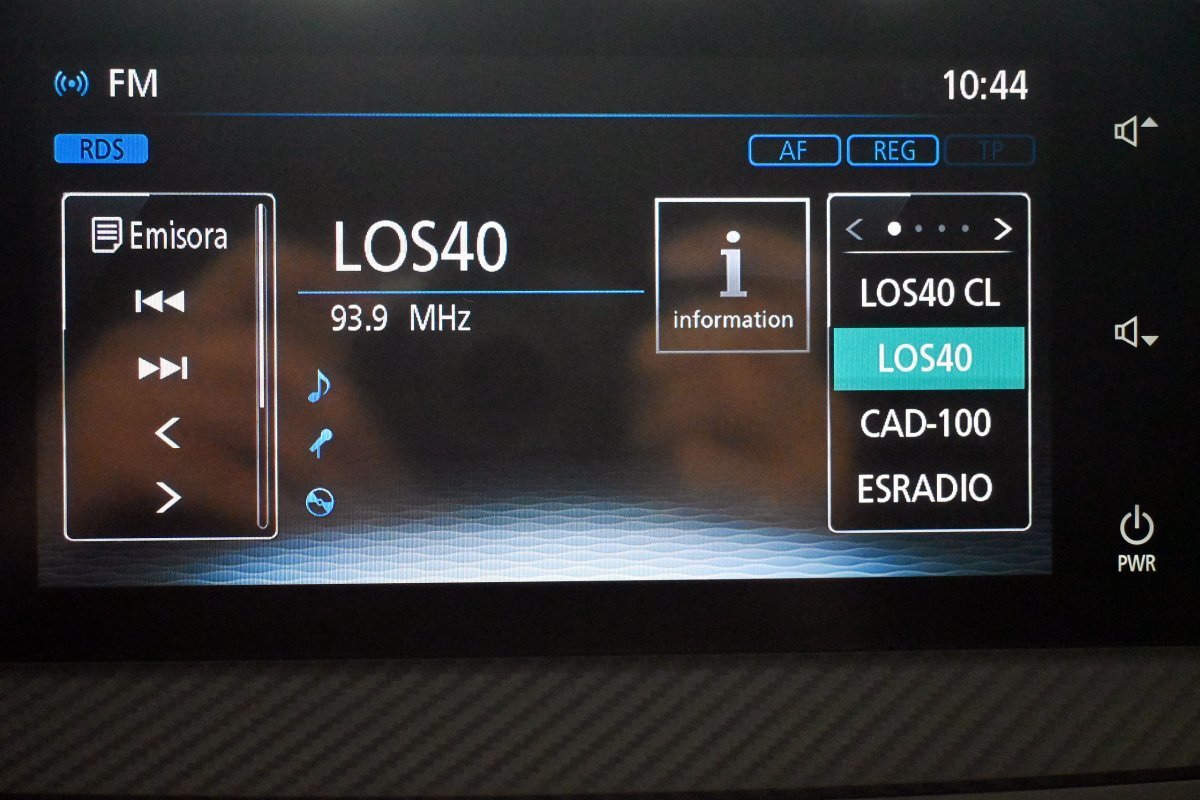 FM
10:44
RDS
AF
REG
TP
Emisora
LOS40
93.9 MHz
i
information
LOS40 CL
LOS40
CAD-100
ESRADIO
PWR